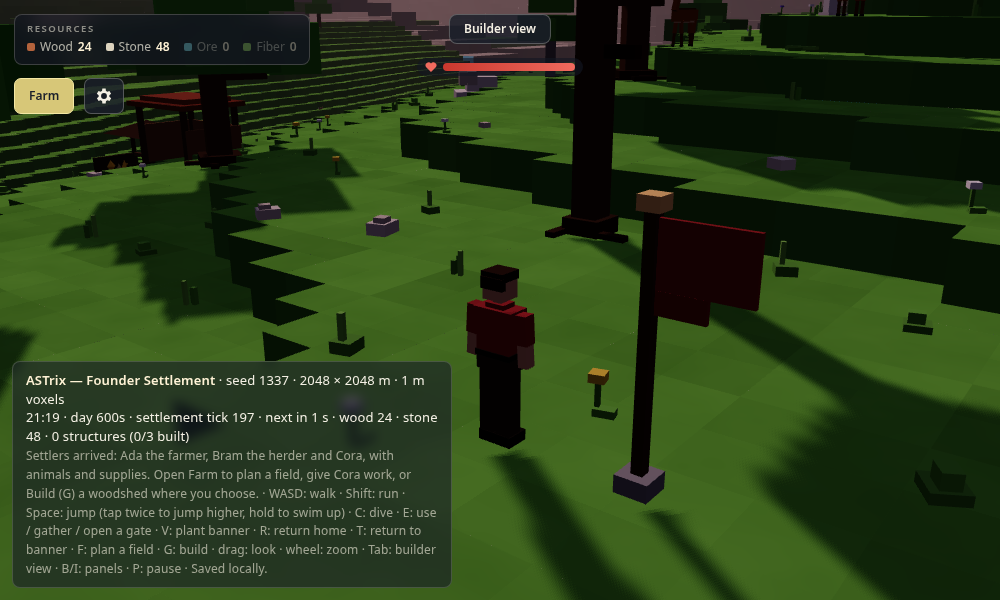 RESOURCES
Wood 24 Stone 48 Ore 0 Fiber 0
Builder view
Farm
ASTrix — Founder Settlement · seed 1337 · 2048 × 2048 m · 1 m
voxels
21:19 · day 600s · settlement tick 197 · next in 1 s · wood 24 · stone
48 · 0 structures (0/3 built)
Settlers arrived: Ada the farmer, Bram the herder and Cora, with
animals and supplies. Open Farm to plan a field, give Cora work, or
Build (G) a woodshed where you choose. · WASD: walk · Shift: run ·
Space: jump (tap twice to jump higher, hold to swim up) · C: dive · E: use
/ gather / open a gate · V: plant banner · R: return home · T: return to
banner · F: plan a field · G: build · drag: look · wheel: zoom · Tab: builder
view · B/I: panels · P: pause · Saved locally.